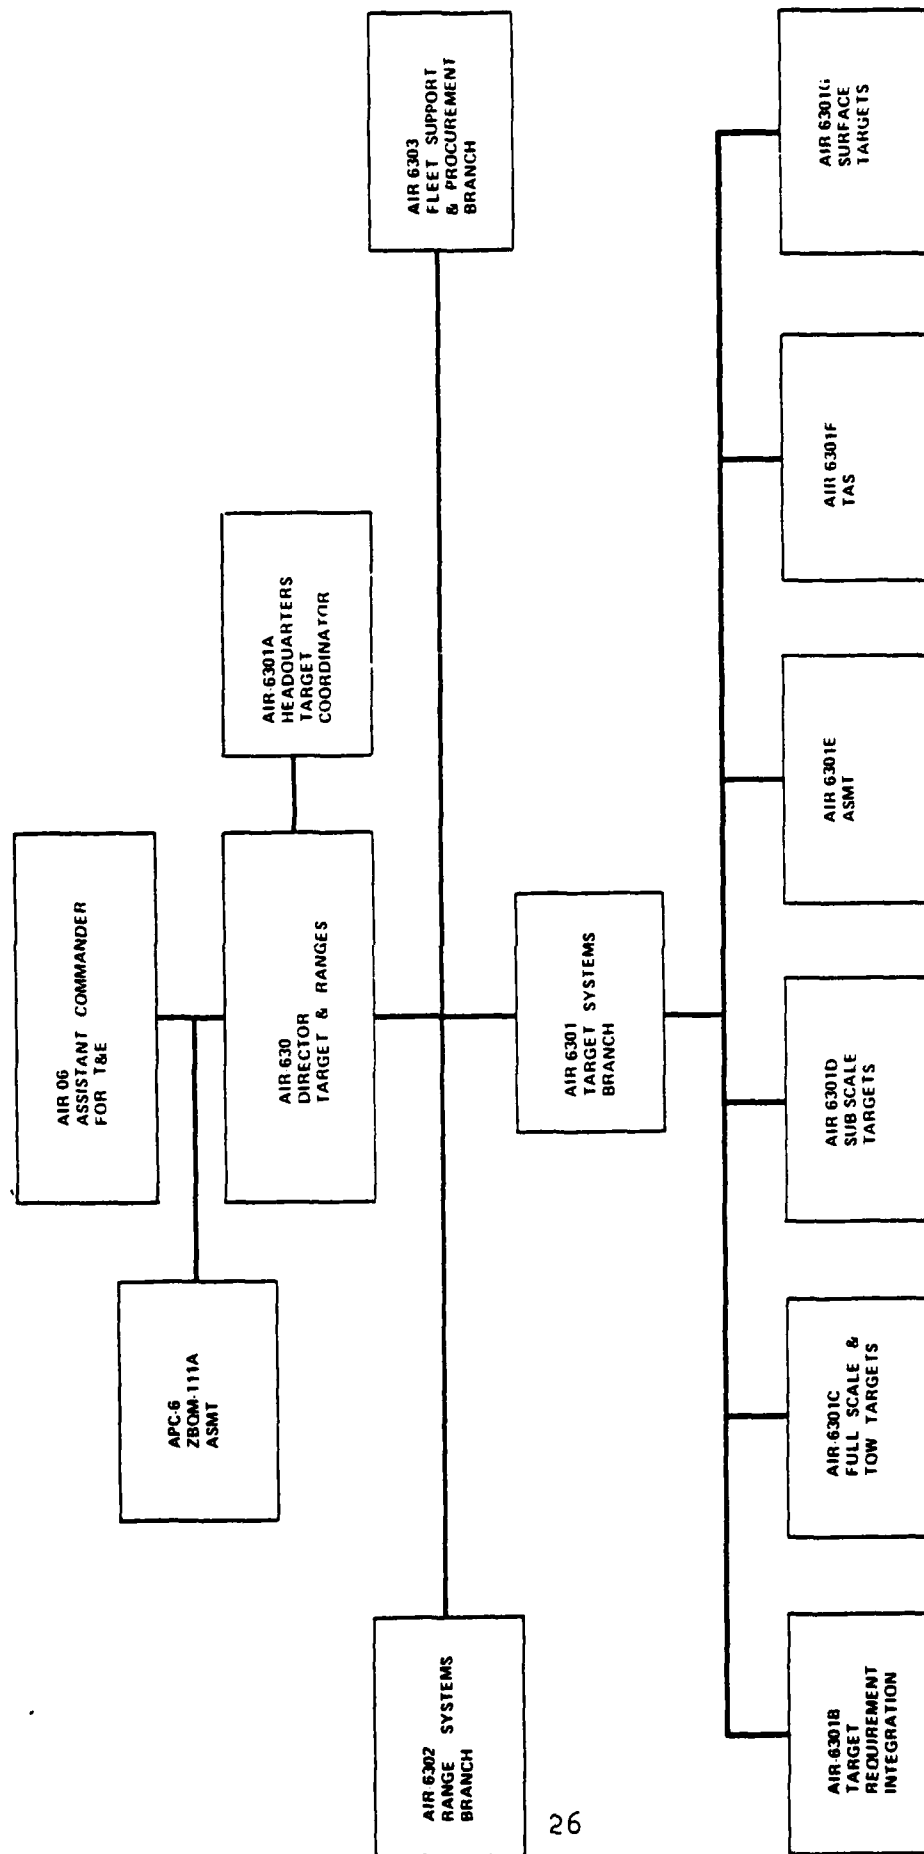 AIR 06
ASSISTANT COMMANDER
FOR T&E
APC-6
ZBQM-111A
ASMT
AIR-630
DIRECTOR
TARGET & RANGES
AIR-6301A
HEADQUARTERS
TARGET
COORDINATOR
AIR 6302
RANGE SYSTEMS
BRANCH
AIR 6301
TARGET SYSTEMS
BRANCH
AIR 6303
FLEET SUPPORT
& PROCUREMENT
BRANCH
AIR-6301B
TARGET
REQUIREMENT
INTEGRATION
AIR-6301C
FULL SCALE &
TOW TARGETS
AIR 6301D
SUB SCALE
TARGETS
AIR 6301E
ASMT
AIR 6301F
TAS
AIR 6301G
SURFACE
TARGETS
26